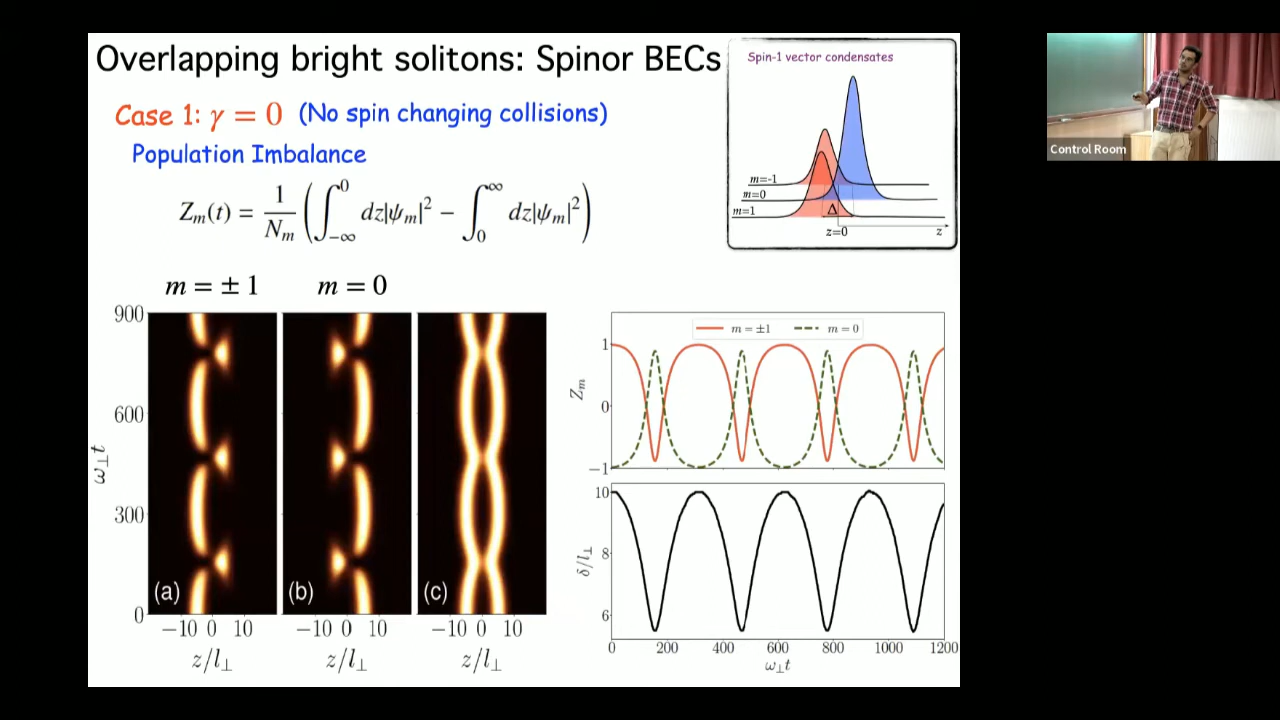 Overlapping bright solitons: Spinor BECs
Case 1: γ = 0 (No spin changing collisions)
Population Imbalance
Z_m(t) = 1/N_m (∫_{-∞}^{0} dz|ψ_m|² − ∫_{0}^{∞} dz|ψ_m|²)
Spin-1 vector condensates
m=-1
m=0
m=1
Δ
z=0
z
m = ± 1
m = 0
900
600
300
0
ω⊥t
(a)
(b)
(c)
−10 0 10
−10 0 10
−10 0 10
z/l⊥
z/l⊥
z/l⊥
m = ±1
m = 0
1
0
−1
Z_m
10
8
6
δ/l⊥
0 200 400 600 800 1000 1200
ω⊥t
Control Room